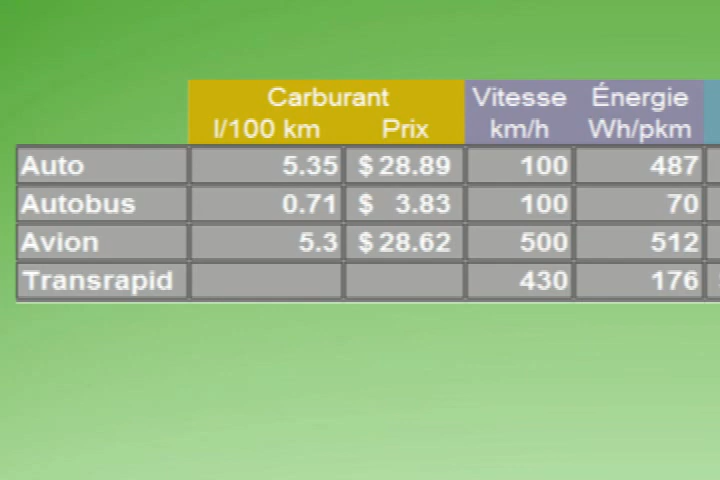 Carburant Vitesse Énergie
l/100 km Prix km/h Wh/pkm
Auto 5.35 $ 28.89 100 487
Autobus 0.71 $ 3.83 100 70
Avion 5.3 $ 28.62 500 512
Transrapid 430 176